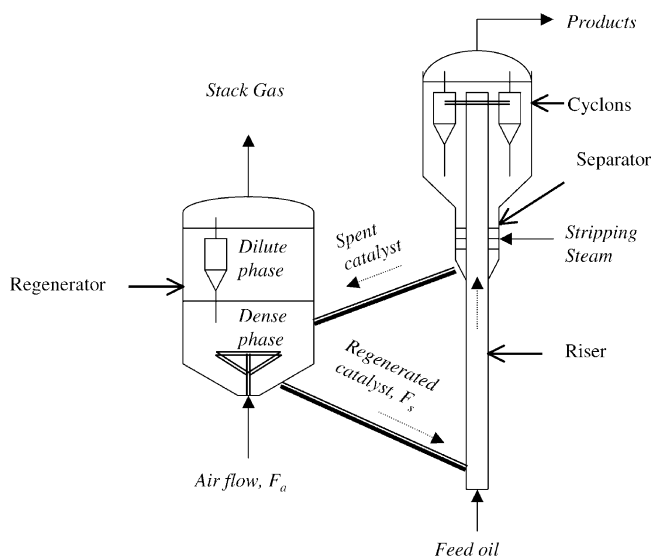 Products
Stack Gas
Cyclons
Separator
Spent
catalyst
Stripping
Steam
Dilute
phase
Regenerator
Dense
phase
Regenerated
catalyst, Fs
Riser
Air flow, Fa
Feed oil